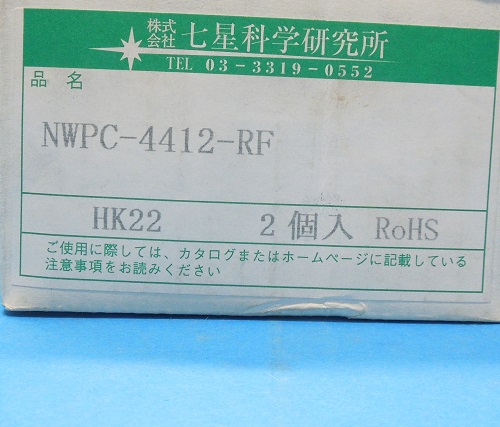 株式会社 七星科学研究所
TEL 03-3319-0552
品名
NWPC-4412-RF
HK22 2個入 RoHS
ご使用に際しては、カタログまたはホームページに記載している
注意事項をお読みください